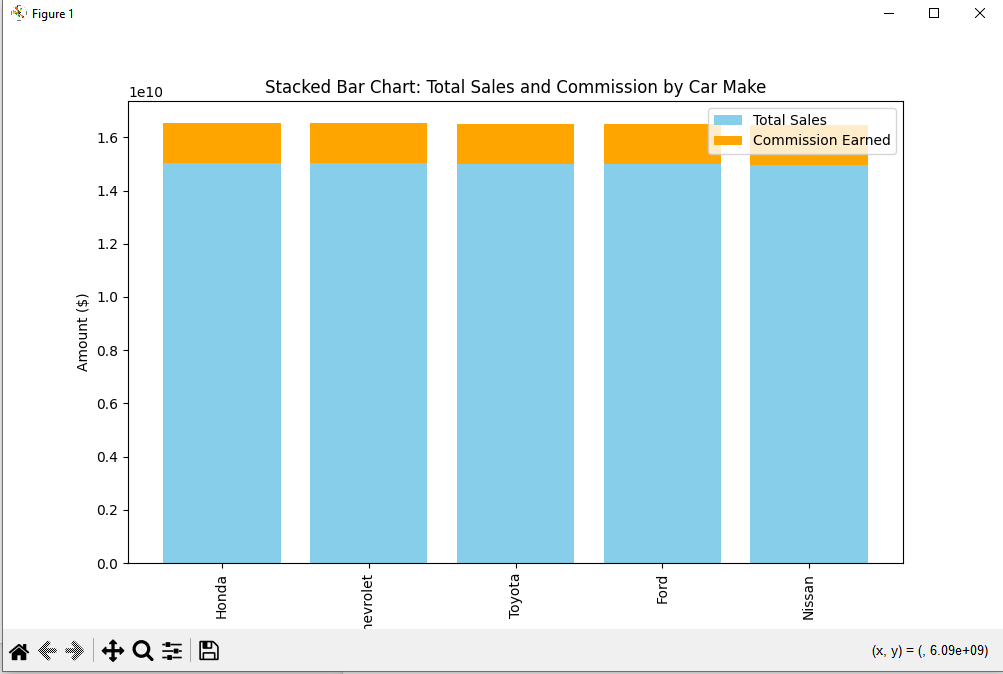 Figure 1
Stacked Bar Chart: Total Sales and Commission by Car Make
1e10
Total Sales
Commission Earned
1.6
1.4
1.2
1.0
0.8
0.6
0.4
0.2
0.0
Amount ($)
Honda
hevrolet
Toyota
Ford
Nissan
(x, y) = (, 6.09e+09)